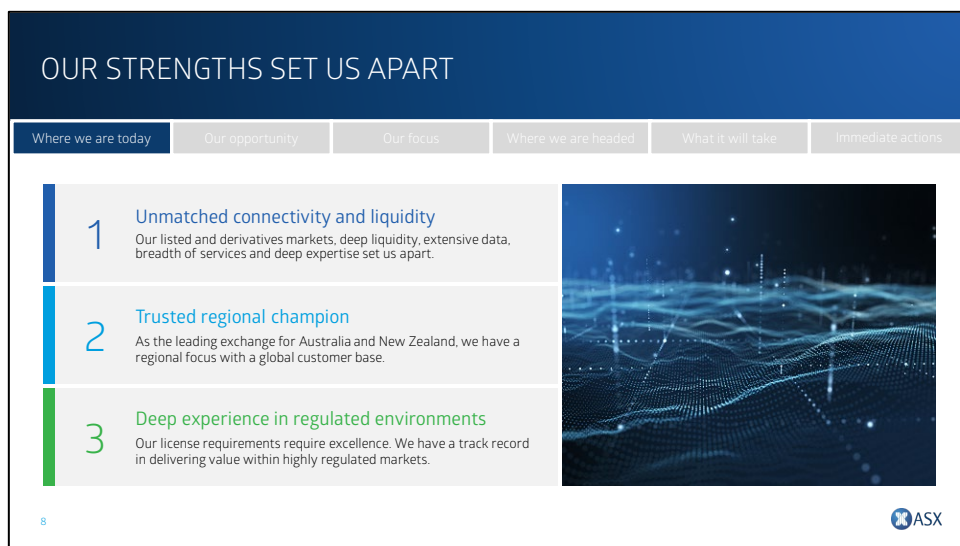 OUR STRENGTHS SET US APART
Where we are today
Our opportunity
Our focus
Where we are headed
What it will take
Immediate actions
1
Unmatched connectivity and liquidity
Our listed and derivatives markets, deep liquidity, extensive data,
breadth of services and deep expertise set us apart.
2
Trusted regional champion
As the leading exchange for Australia and New Zealand, we have a
regional focus with a global customer base.
3
Deep experience in regulated environments
Our license requirements require excellence. We have a track record
in delivering value within highly regulated markets.
8
ASX